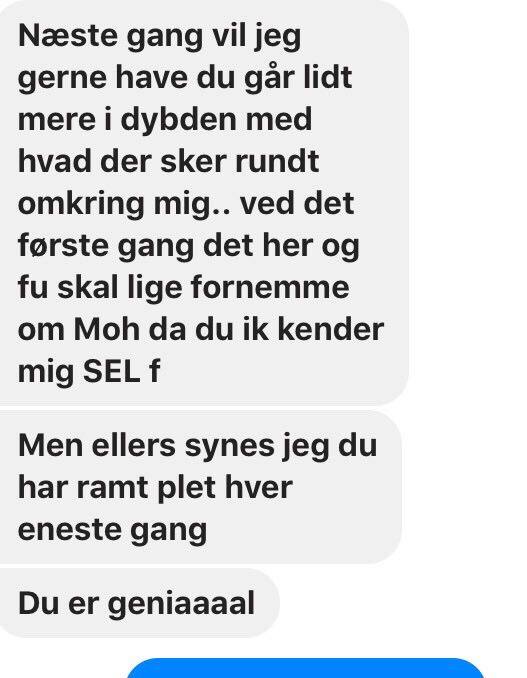 Næste gang vil jeg
gerne have du går lidt
mere i dybden med
hvad der sker rundt
omkring mig.. ved det
første gang det her og
fu skal lige fornemme
om Moh da du ik kender
mig SEL f
Men ellers synes jeg du
har ramt plet hver
eneste gang
Du er geniaaaal